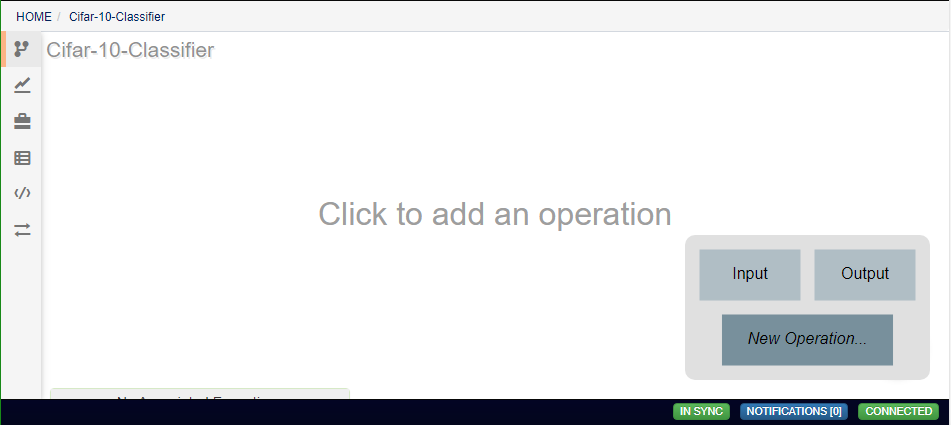 HOME / Cifar-10-Classifier
Cifar-10-Classifier
Click to add an operation
Input
Output
New Operation...
IN SYNC
NOTIFICATIONS [0]
CONNECTED